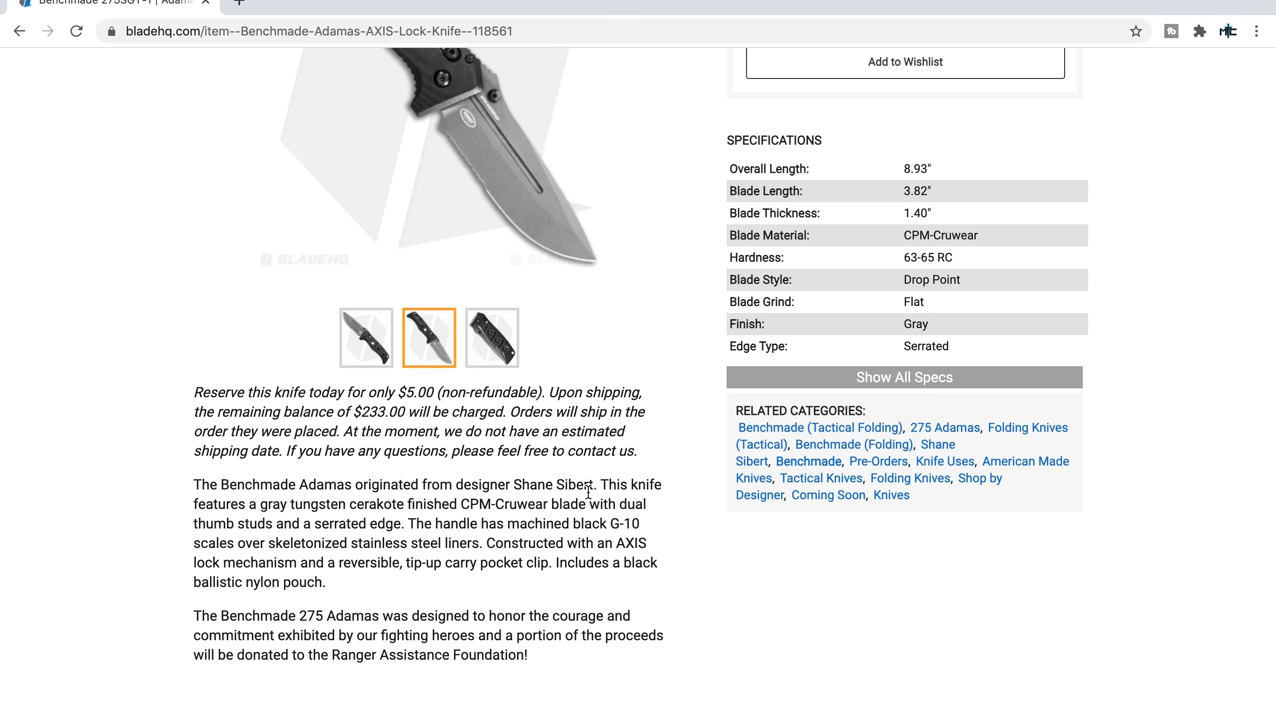 Benchmade 275SGY-1 | Adam
bladehq.com/item--Benchmade-Adamas-AXIS-Lock-Knife--118561
Add to Wishlist
BLADEHQ
SPECIFICATIONS
Overall Length: 8.93"
Blade Length: 3.82"
Blade Thickness: 1.40"
Blade Material: CPM-Cruwear
Hardness: 63-65 RC
Blade Style: Drop Point
Blade Grind: Flat
Finish: Gray
Edge Type: Serrated
Show All Specs
RELATED CATEGORIES:
Benchmade (Tactical Folding), 275 Adamas, Folding Knives
(Tactical), Benchmade (Folding), Shane
Sibert, Benchmade, Pre-Orders, Knife Uses, American Made
Knives, Tactical Knives, Folding Knives, Shop by
Designer, Coming Soon, Knives
Reserve this knife today for only $5.00 (non-refundable). Upon shipping,
the remaining balance of $233.00 will be charged. Orders will ship in the
order they were placed. At the moment, we do not have an estimated
shipping date. If you have any questions, please feel free to contact us.
The Benchmade Adamas originated from designer Shane Sibert. This knife
features a gray tungsten cerakote finished CPM-Cruwear blade with dual
thumb studs and a serrated edge. The handle has machined black G-10
scales over skeletonized stainless steel liners. Constructed with an AXIS
lock mechanism and a reversible, tip-up carry pocket clip. Includes a black
ballistic nylon pouch.
The Benchmade 275 Adamas was designed to honor the courage and
commitment exhibited by our fighting heroes and a portion of the proceeds
will be donated to the Ranger Assistance Foundation!